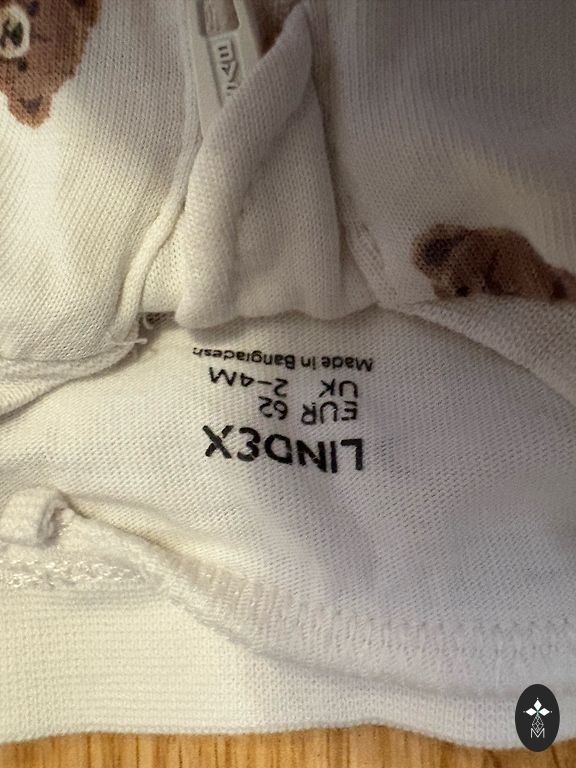 LINDEX
EUR 62
UK 2-4M
Made in Bangladesh